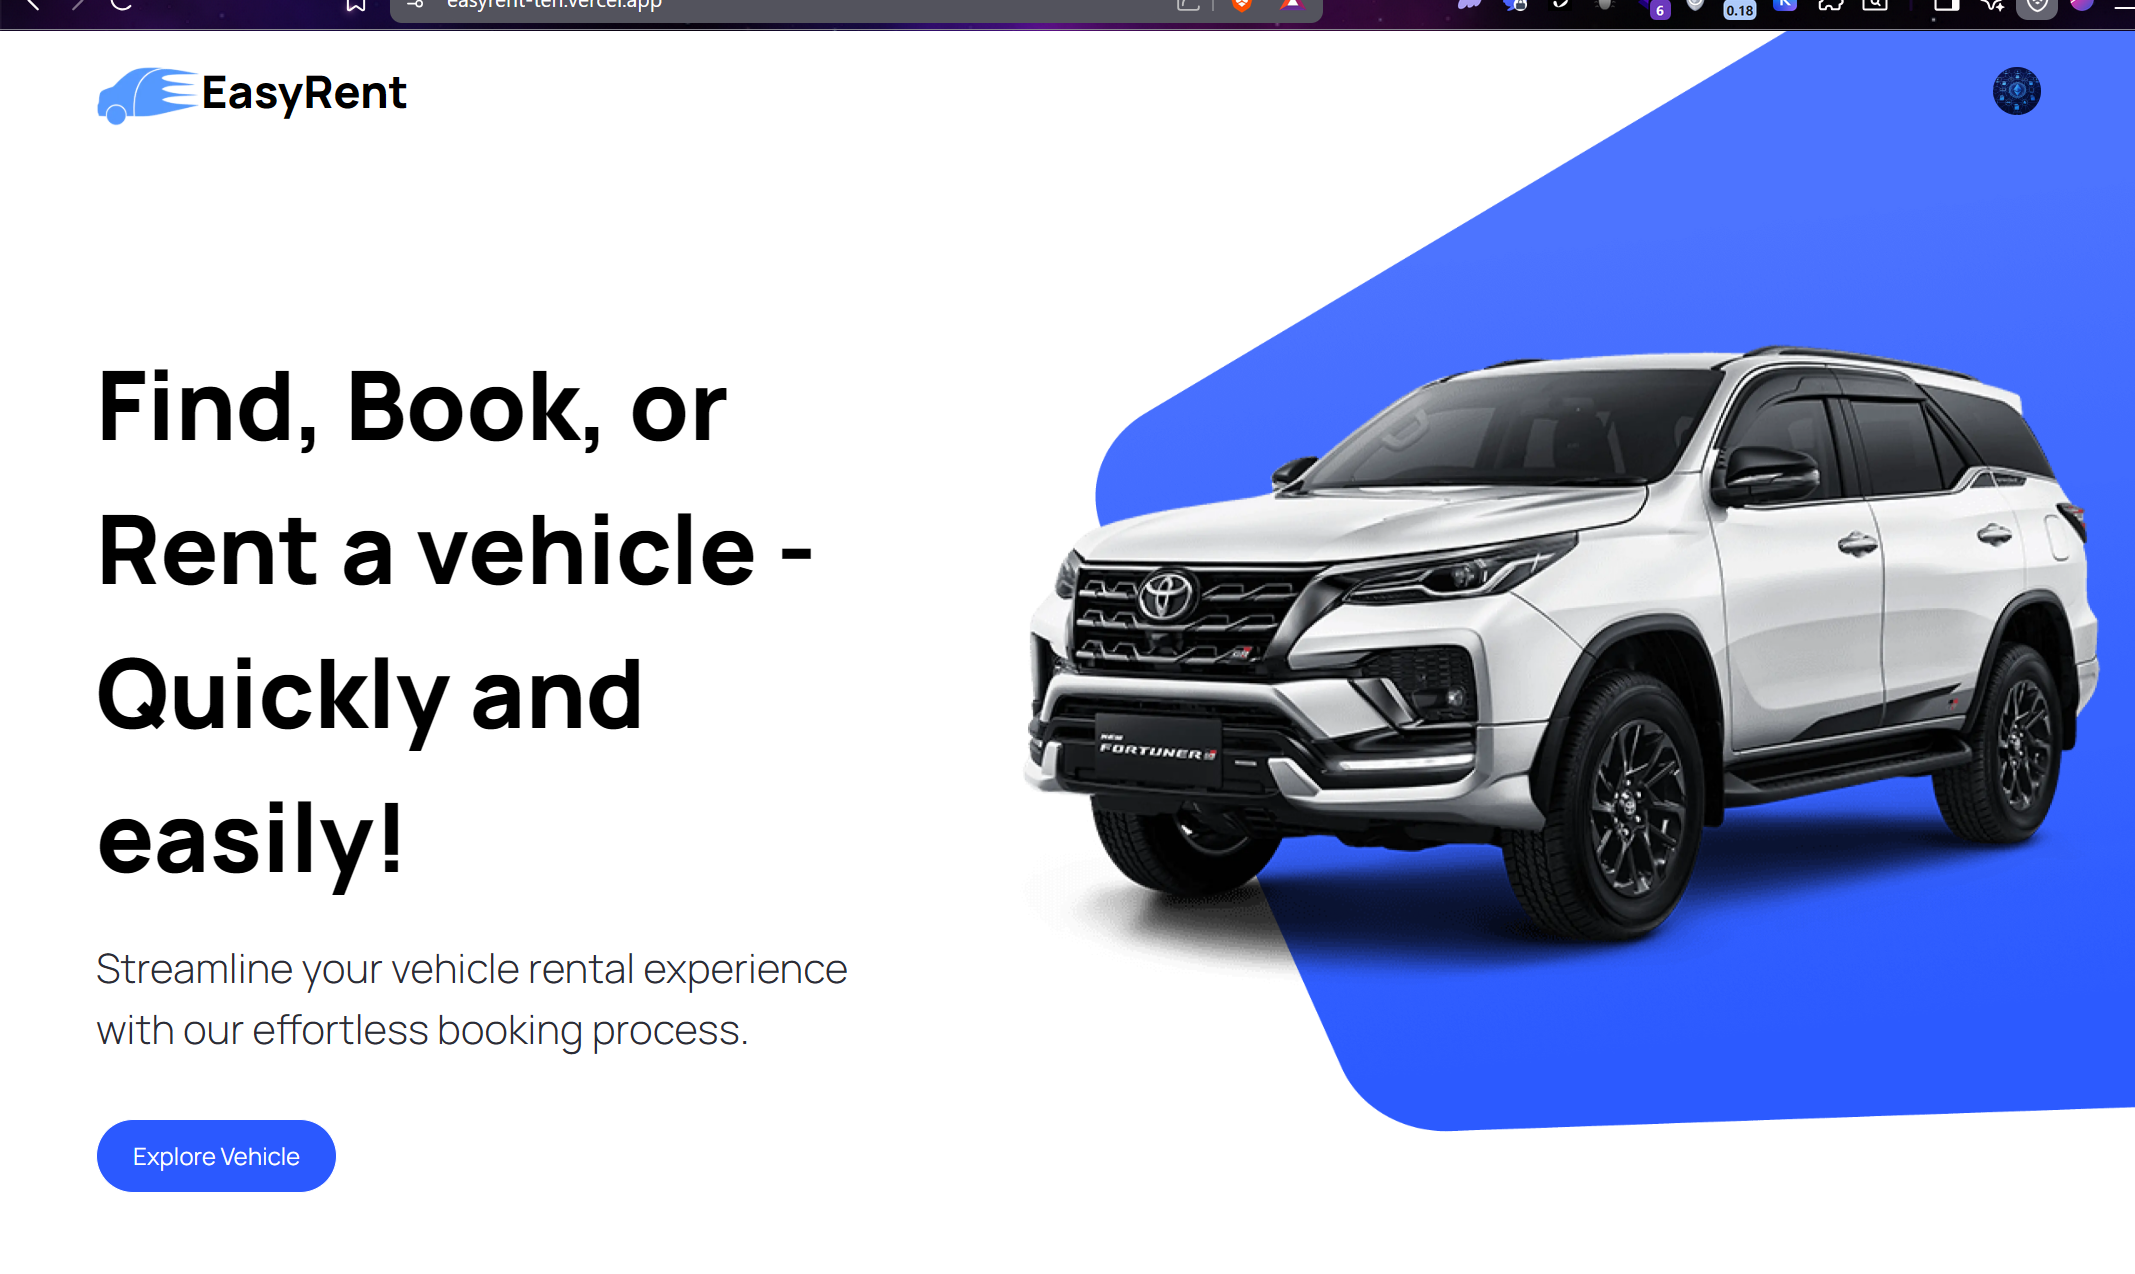 easyrent-ten.vercel.app
6
0.18
EasyRent
Find, Book, or
Rent a vehicle -
Quickly and
easily!
NEW
FORTUNER
GR
Streamline your vehicle rental experience
with our effortless booking process.
Explore Vehicle